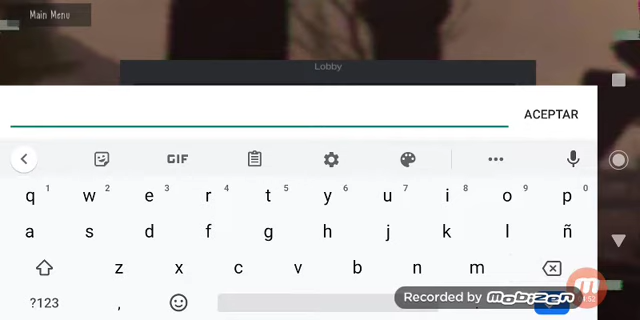 Main Menu
Lobby
ACEPTAR
GIF
q 1 w 2 e 3 r 4 t 5 y 6 u 7 i 8 o 9 p 0
a s d f g h j k l ñ
z x c v b n m
?123 ,
Recorded by Mobizen